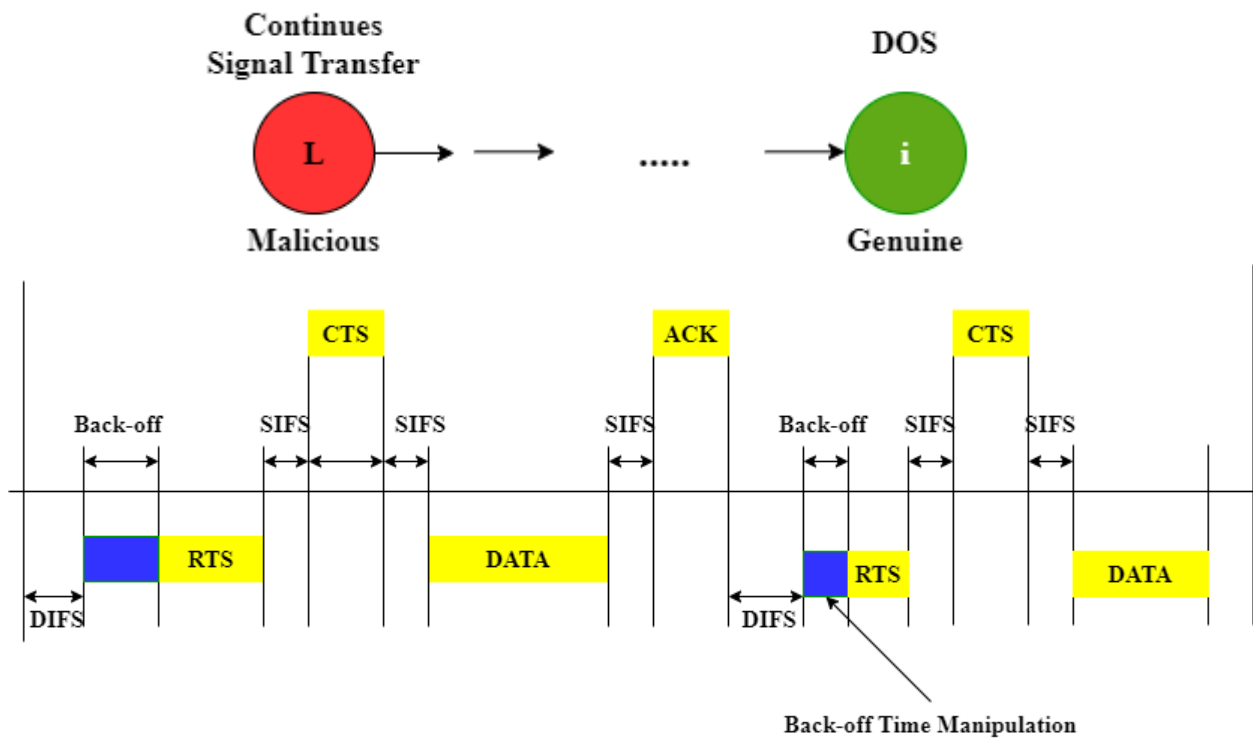 Continues
Signal Transfer
DOS
L
.....
i
Malicious
Genuine
CTS
ACK
CTS
Back-off
SIFS
SIFS
SIFS
Back-off
SIFS
SIFS
RTS
DATA
RTS
DATA
DIFS
DIFS
Back-off Time Manipulation